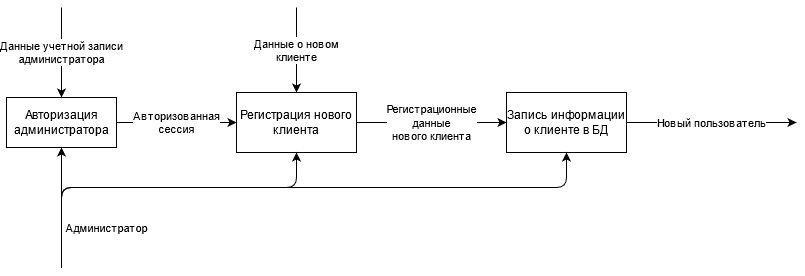 Данные учетной записи
администратора
Данные о новом
клиенте
Авторизация
администратора
Авторизованная
сессия
Регистрация нового
клиента
Регистрационные
данные
нового клиента
Запись информации
о клиенте в БД
Новый пользователь
Администратор